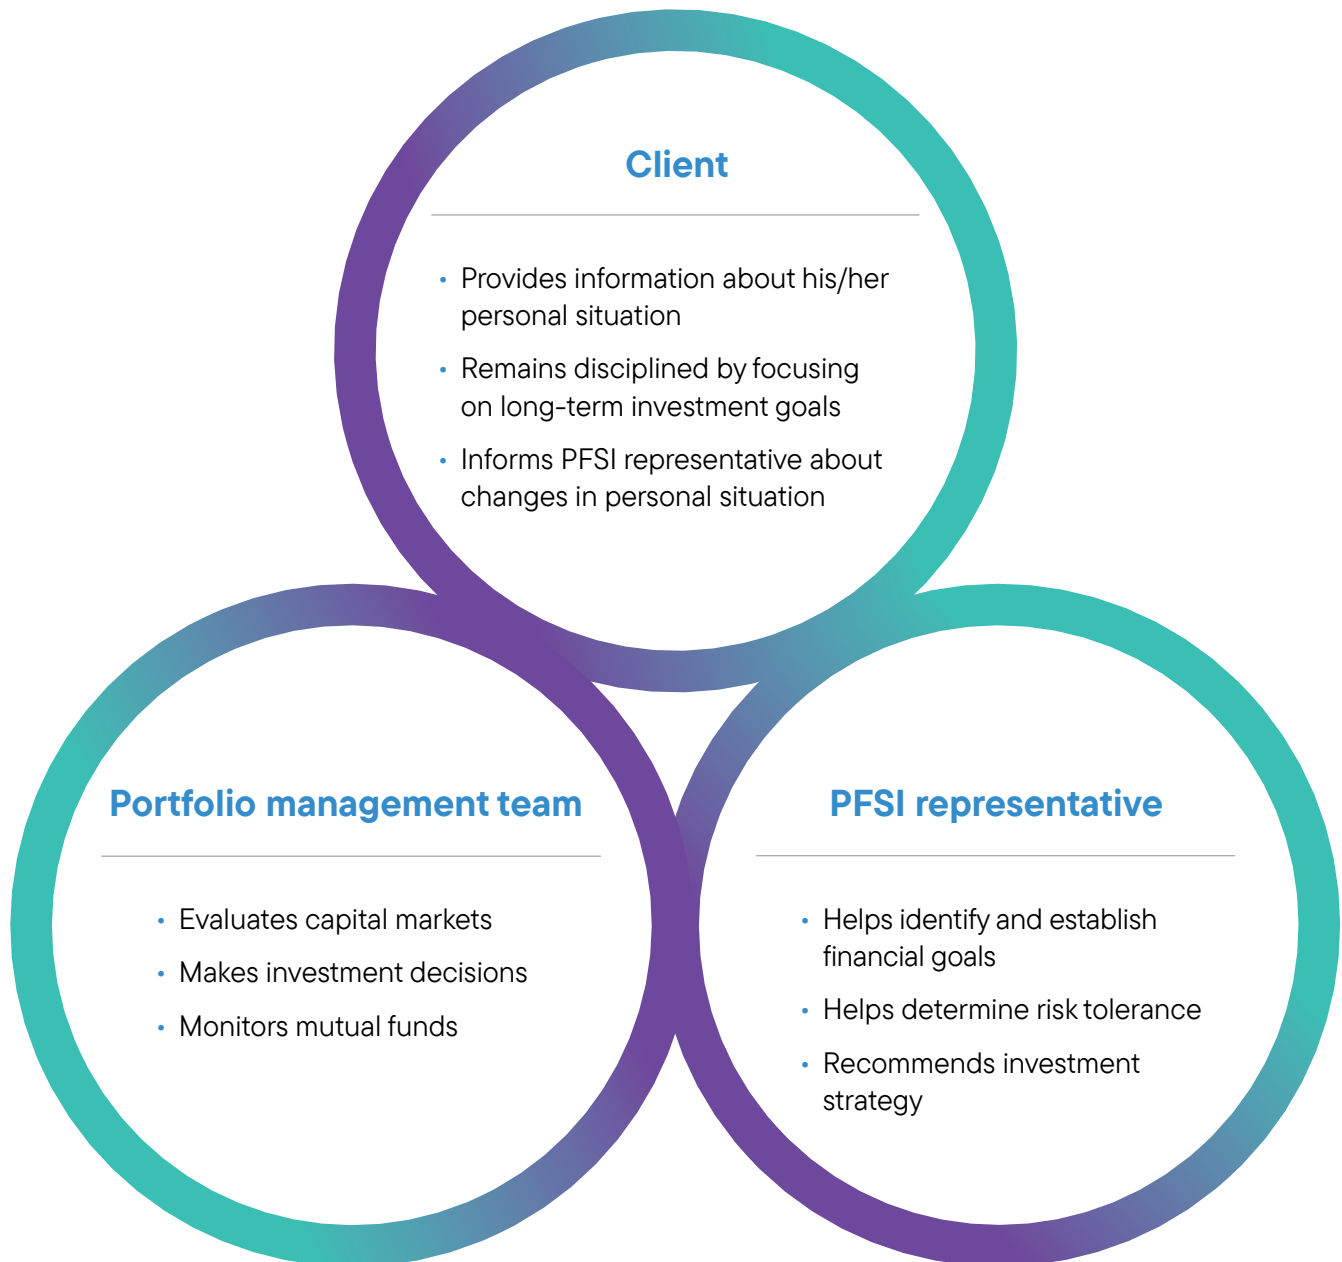 Client
• Provides information about his/her
personal situation
• Remains disciplined by focusing
on long-term investment goals
• Informs PFSI representative about
changes in personal situation
Portfolio management team
• Evaluates capital markets
• Makes investment decisions
• Monitors mutual funds
PFSI representative
• Helps identify and establish
financial goals
• Helps determine risk tolerance
• Recommends investment
strategy